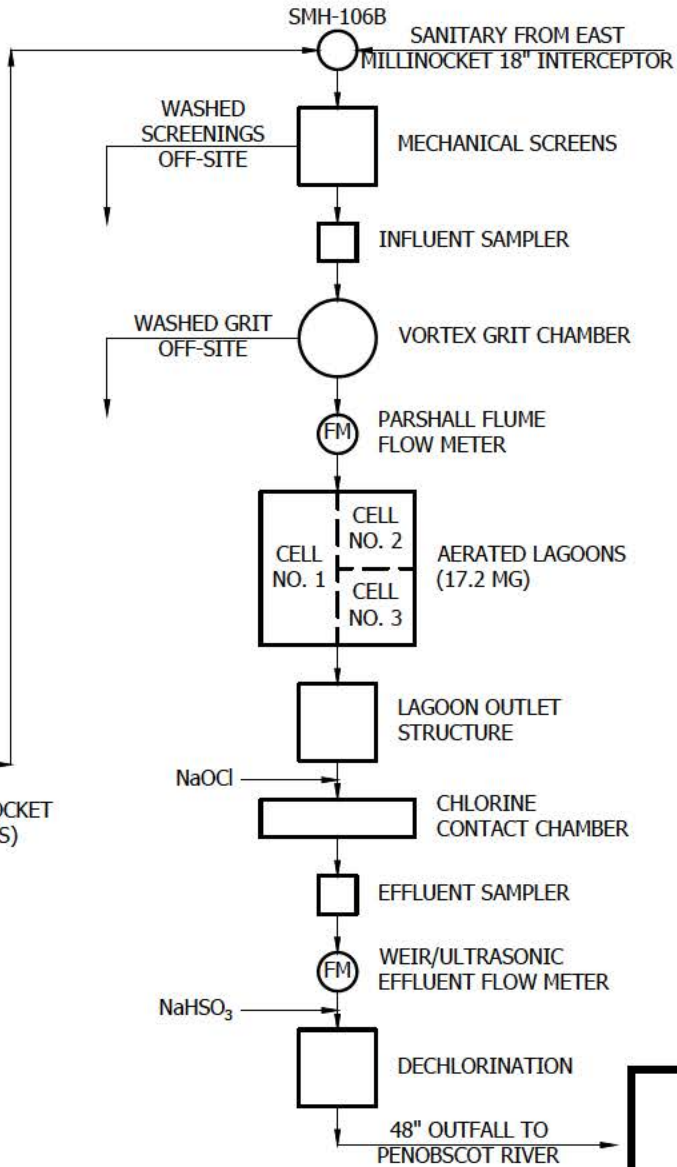 SMH-106B
SANITARY FROM EAST
MILLINOCKET 18" INTERCEPTOR
WASHED
SCREENINGS
OFF-SITE
MECHANICAL SCREENS
INFLUENT SAMPLER
WASHED GRIT
OFF-SITE
VORTEX GRIT CHAMBER
FM
PARSHALL FLUME
FLOW METER
CELL
NO. 1
CELL
NO. 2
CELL
NO. 3
AERATED LAGOONS
(17.2 MG)
LAGOON OUTLET
STRUCTURE
NaOCl
OCKET
S)
CHLORINE
CONTACT CHAMBER
EFFLUENT SAMPLER
FM
WEIR/ULTRASONIC
EFFLUENT FLOW METER
NaHSO₃
DECHLORINATION
48" OUTFALL TO
PENOBSCOT RIVER